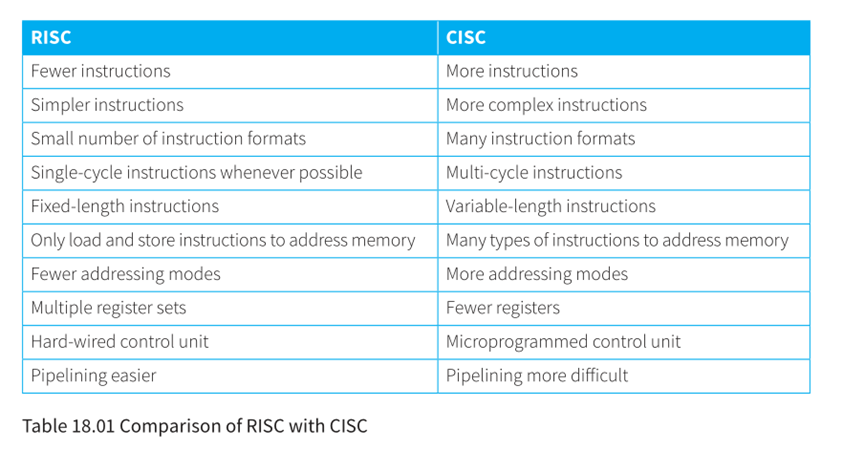 RISC CISC
Fewer instructions More instructions
Simpler instructions More complex instructions
Small number of instruction formats Many instruction formats
Single-cycle instructions whenever possible Multi-cycle instructions
Fixed-length instructions Variable-length instructions
Only load and store instructions to address memory Many types of instructions to address memory
Fewer addressing modes More addressing modes
Multiple register sets Fewer registers
Hard-wired control unit Microprogrammed control unit
Pipelining easier Pipelining more difficult
Table 18.01 Comparison of RISC with CISC